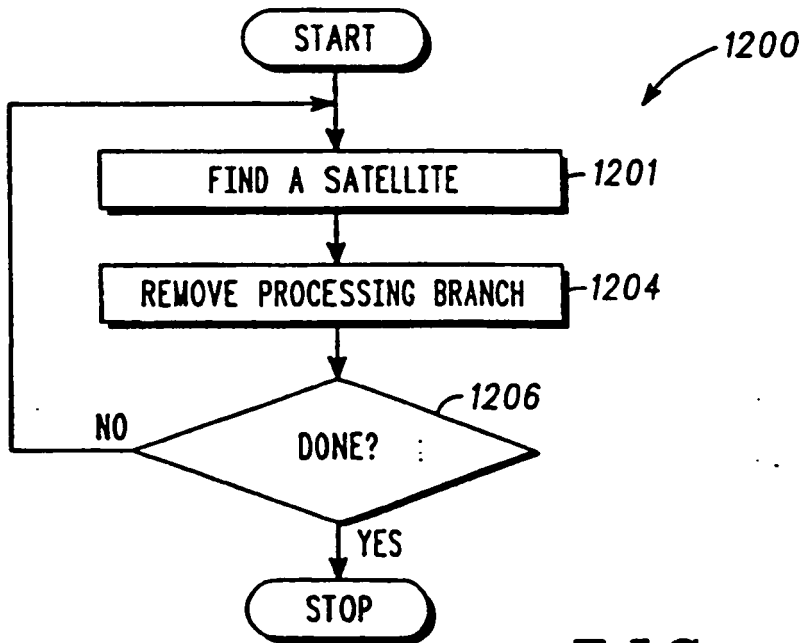 START
1200
FIND A SATELLITE
1201
REMOVE PROCESSING BRANCH
1204
1206
DONE?
NO
YES
STOP